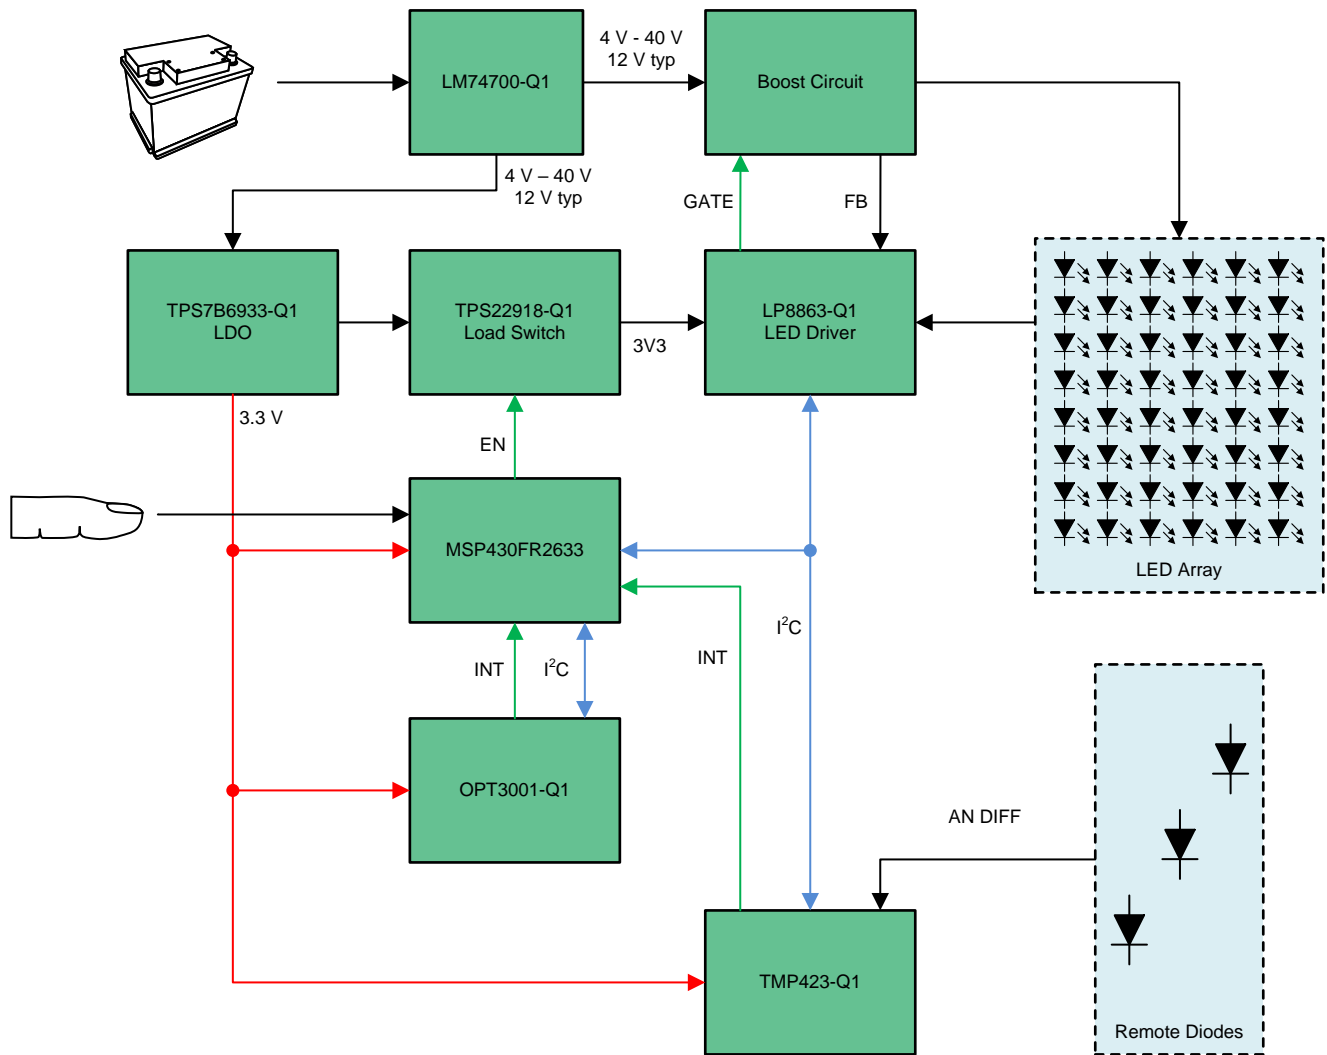 LM74700-Q1
4 V - 40 V
12 V typ
Boost Circuit
4 V – 40 V
12 V typ
GATE
FB
TPS7B6933-Q1
LDO
TPS22918-Q1
Load Switch
3V3
LP8863-Q1
LED Driver
3.3 V
EN
MSP430FR2633
LED Array
INT
I²C
INT
I²C
OPT3001-Q1
AN DIFF
TMP423-Q1
Remote Diodes